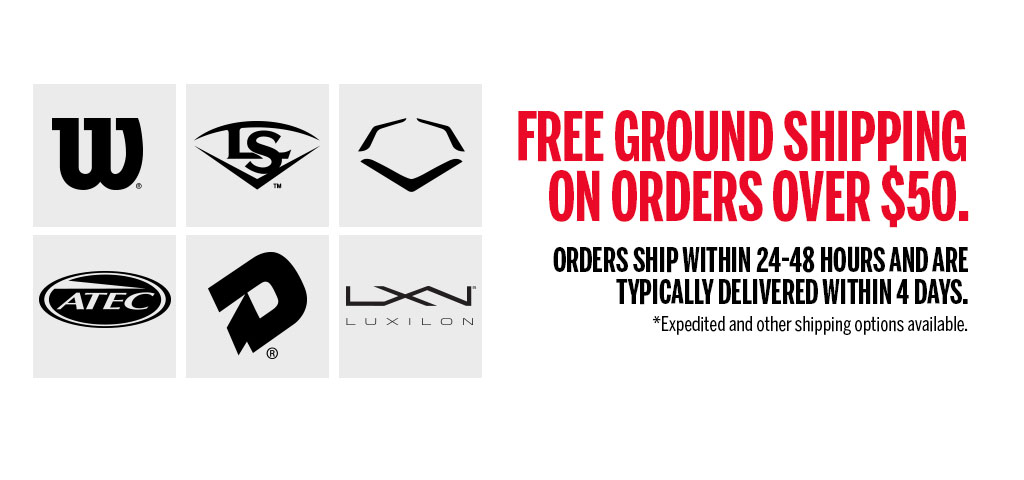 W®
LS™
ATEC
D®
LXN®
LUXILON
FREE GROUND SHIPPING
ON ORDERS OVER $50.
ORDERS SHIP WITHIN 24-48 HOURS AND ARE
TYPICALLY DELIVERED WITHIN 4 DAYS.
*Expedited and other shipping options available.